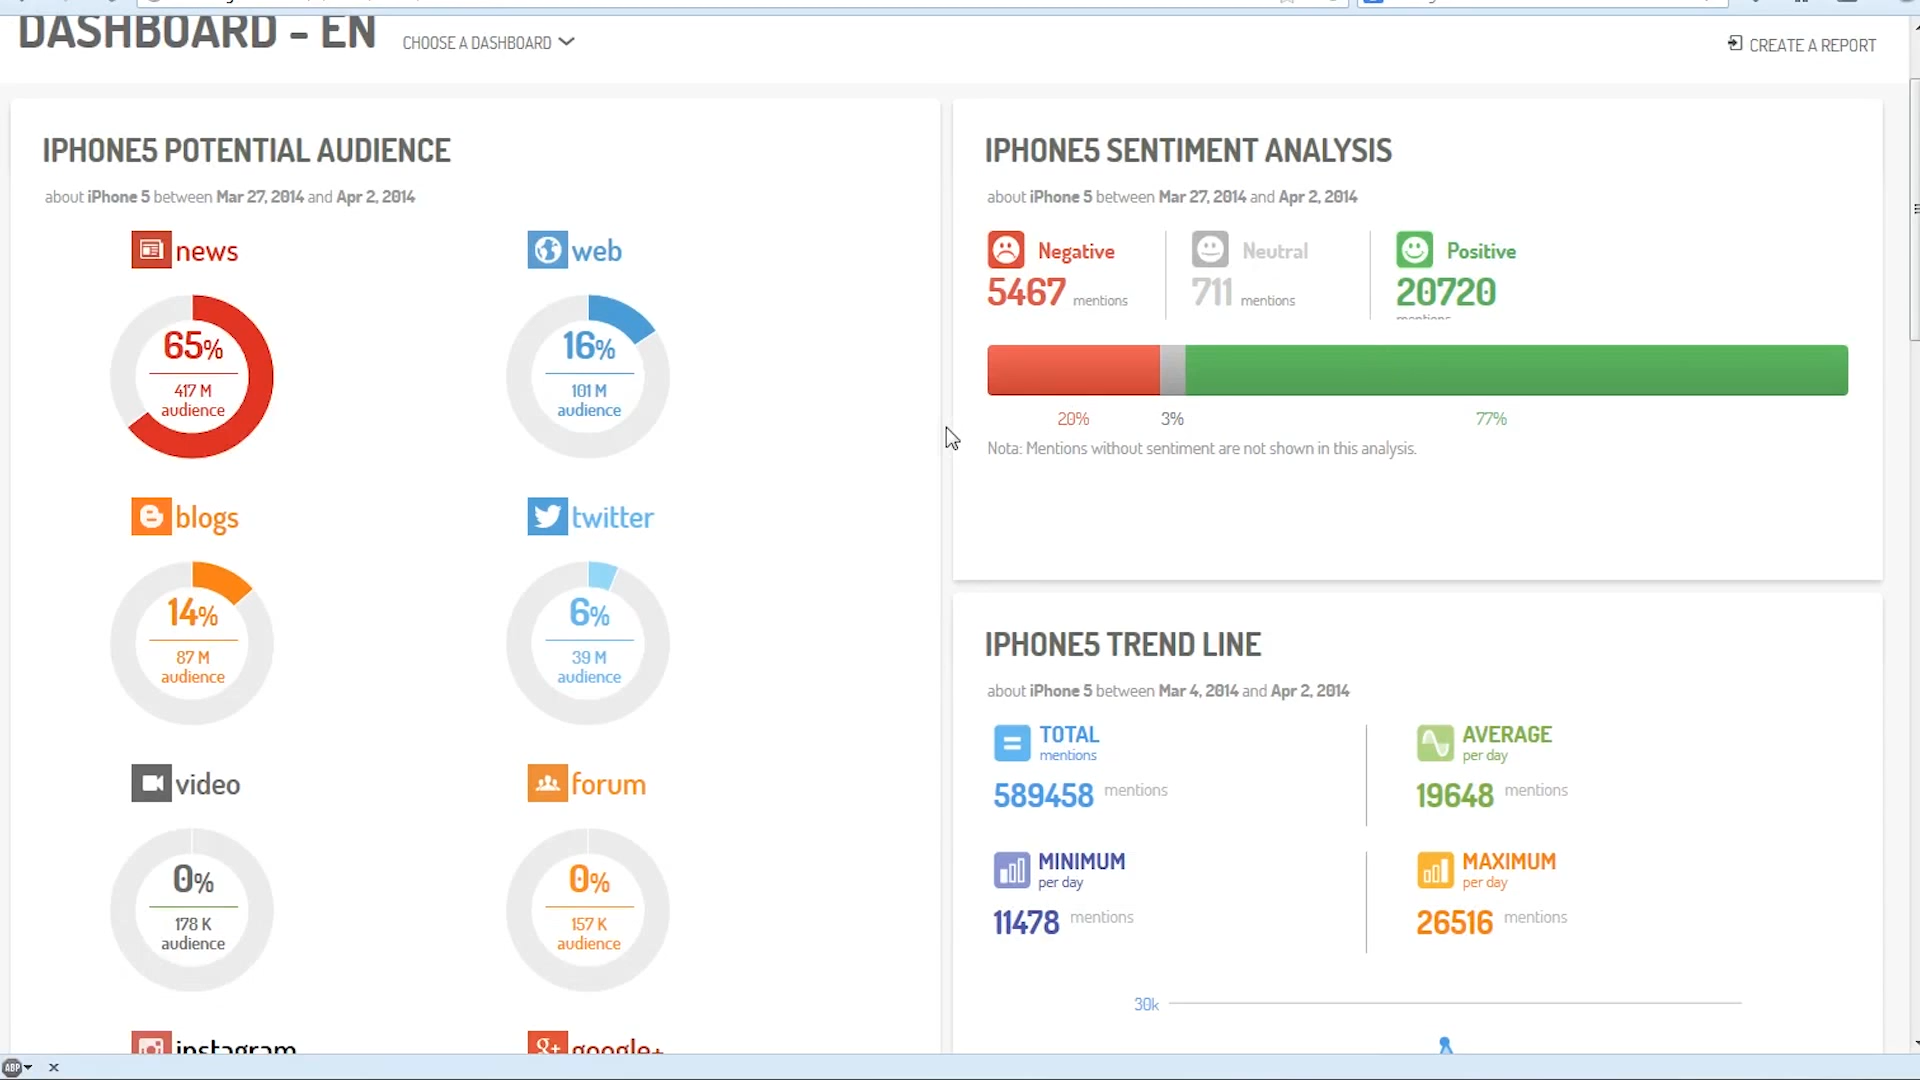 DASHBOARD - EN
CHOOSE A DASHBOARD
CREATE A REPORT
IPHONE5 POTENTIAL AUDIENCE
about iPhone 5 between Mar 27, 2014 and Apr 2, 2014
news
web
65%
417 M
audience
16%
101 M
audience
blogs
twitter
14%
87 M
audience
6%
39 M
audience
video
forum
0%
178 K
audience
0%
157 K
audience
instagram
google+
IPHONE5 SENTIMENT ANALYSIS
about iPhone 5 between Mar 27, 2014 and Apr 2, 2014
Negative
5467 mentions
Neutral
711 mentions
Positive
20720
mentions
20% 3% 77%
Nota: Mentions without sentiment are not shown in this analysis.
IPHONE5 TREND LINE
about iPhone 5 between Mar 4, 2014 and Apr 2, 2014
TOTAL
mentions
589458 mentions
AVERAGE
per day
19648 mentions
MINIMUM
per day
11478 mentions
MAXIMUM
per day
26516 mentions
30k
ABP